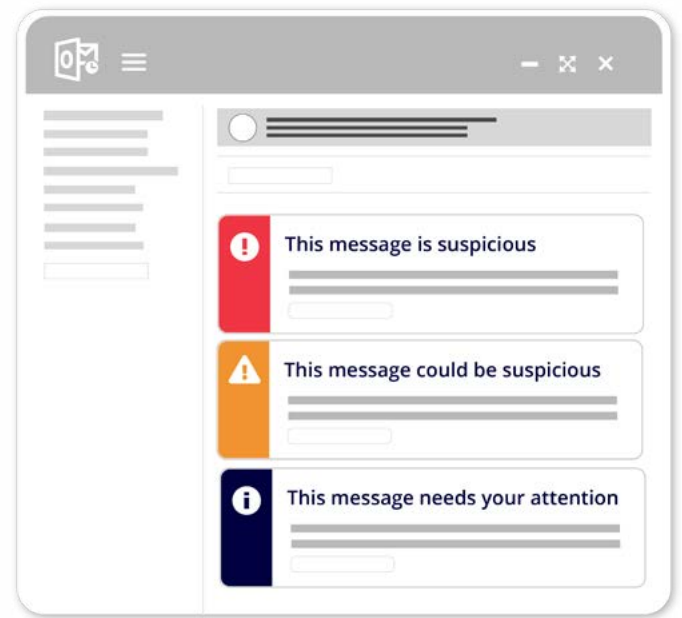 This message is suspicious
This message could be suspicious
This message needs your attention